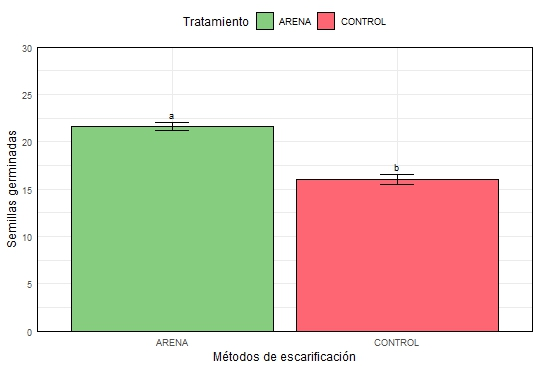 Tratamiento ARENA CONTROL
30
25
20
15
10
5
0
Semillas germinadas
a
b
ARENA CONTROL
Métodos de escarificación